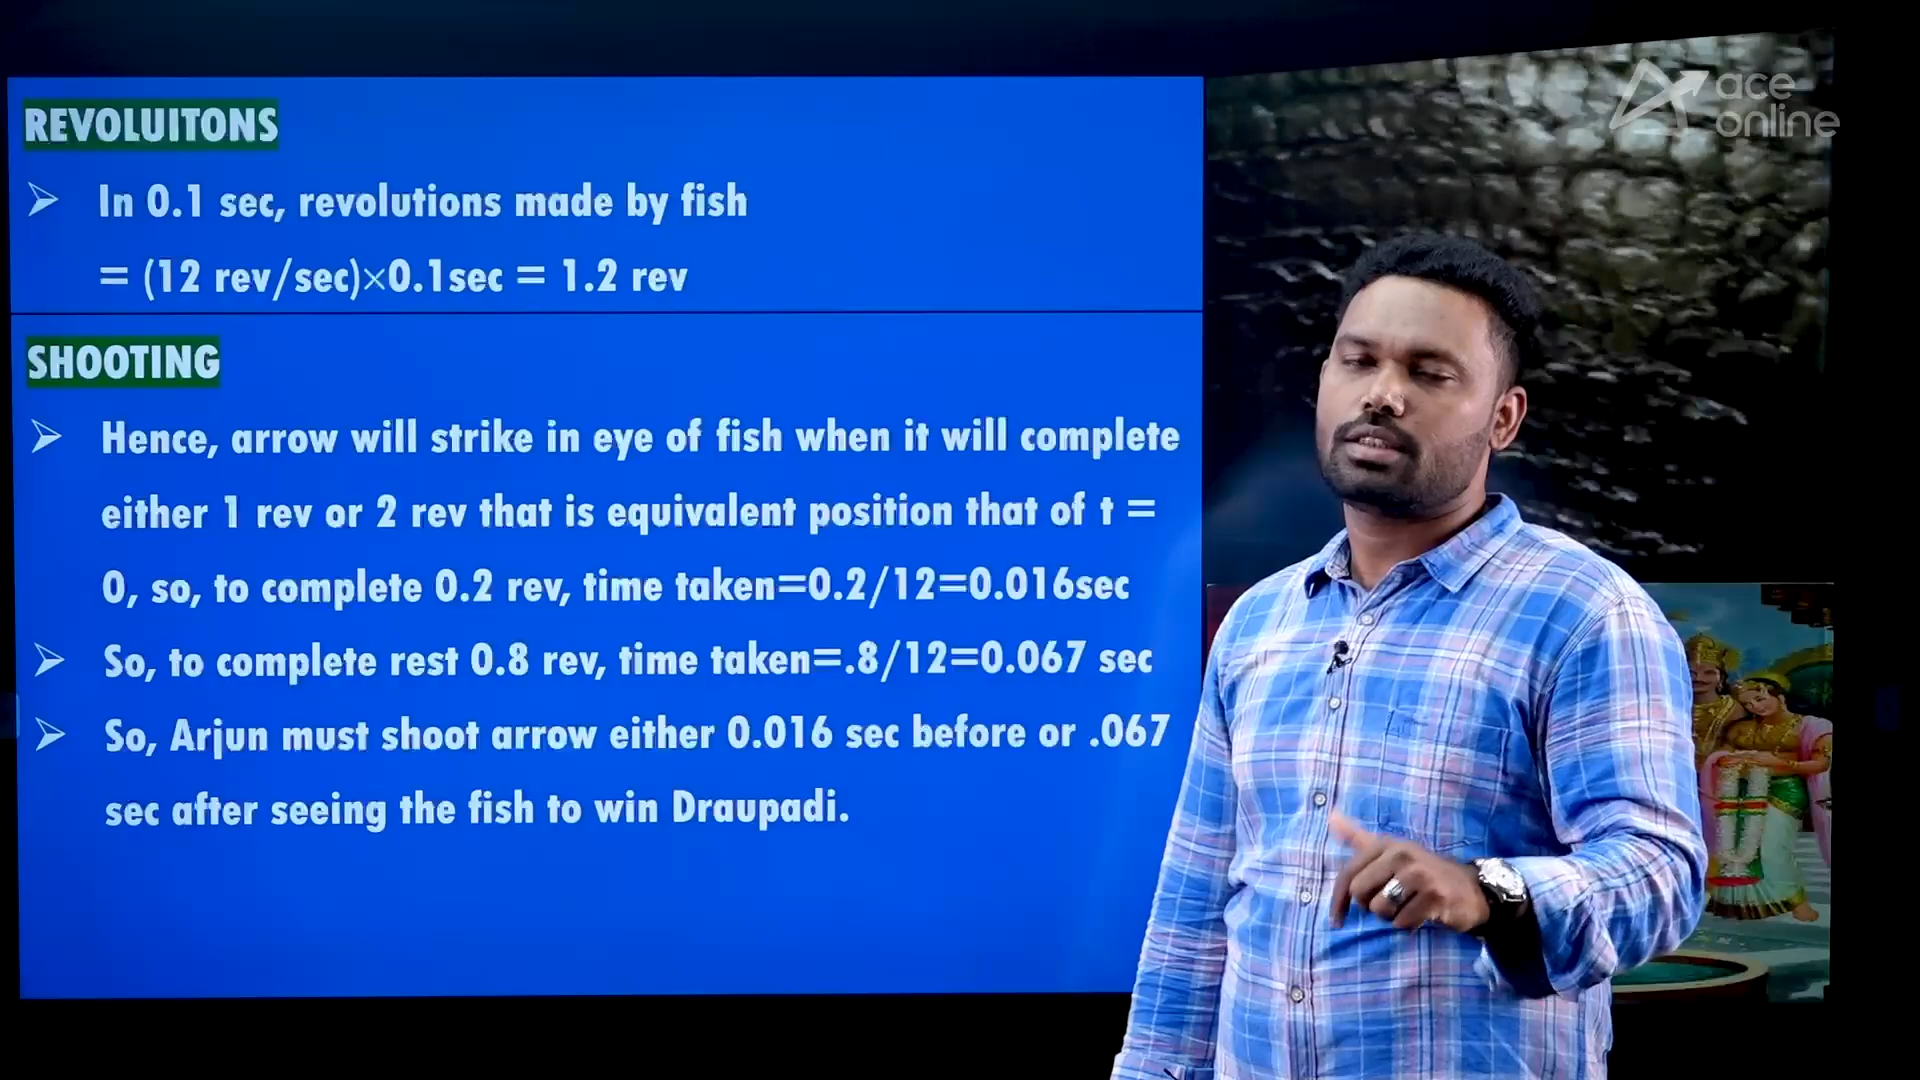 REVOLUITONS
In 0.1 sec, revolutions made by fish
= (12 rev/sec)×0.1sec = 1.2 rev
SHOOTING
Hence, arrow will strike in eye of fish when it will complete
either 1 rev or 2 rev that is equivalent position that of t =
0, so, to complete 0.2 rev, time taken=0.2/12=0.016sec
So, to complete rest 0.8 rev, time taken=.8/12=0.067 sec
So, Arjun must shoot arrow either 0.016 sec before or .067
sec after seeing the fish to win Draupadi.
ace
online